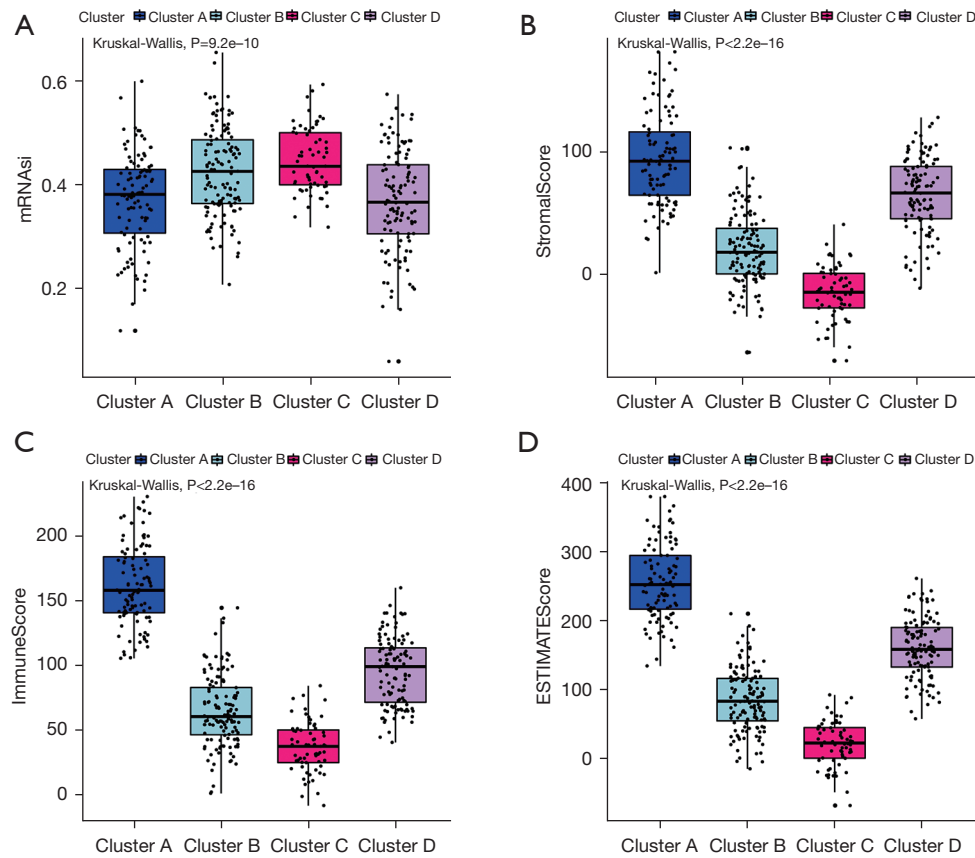 A
Cluster Cluster A Cluster B Cluster C Cluster D
Kruskal-Wallis, P=9.2e–10
mRNAsi
0.6
0.4
0.2
Cluster A Cluster B Cluster C Cluster D
B
Cluster Cluster A Cluster B Cluster C Cluster D
Kruskal-Wallis, P<2.2e–16
StromalScore
100
0
Cluster A Cluster B Cluster C Cluster D
C
Cluster Cluster A Cluster B Cluster C Cluster D
Kruskal-Wallis, P<2.2e–16
ImmuneScore
200
150
100
50
0
Cluster A Cluster B Cluster C Cluster D
D
Cluster Cluster A Cluster B Cluster C Cluster D
Kruskal-Wallis, P<2.2e–16
ESTIMATEScore
400
300
200
100
0
Cluster A Cluster B Cluster C Cluster D